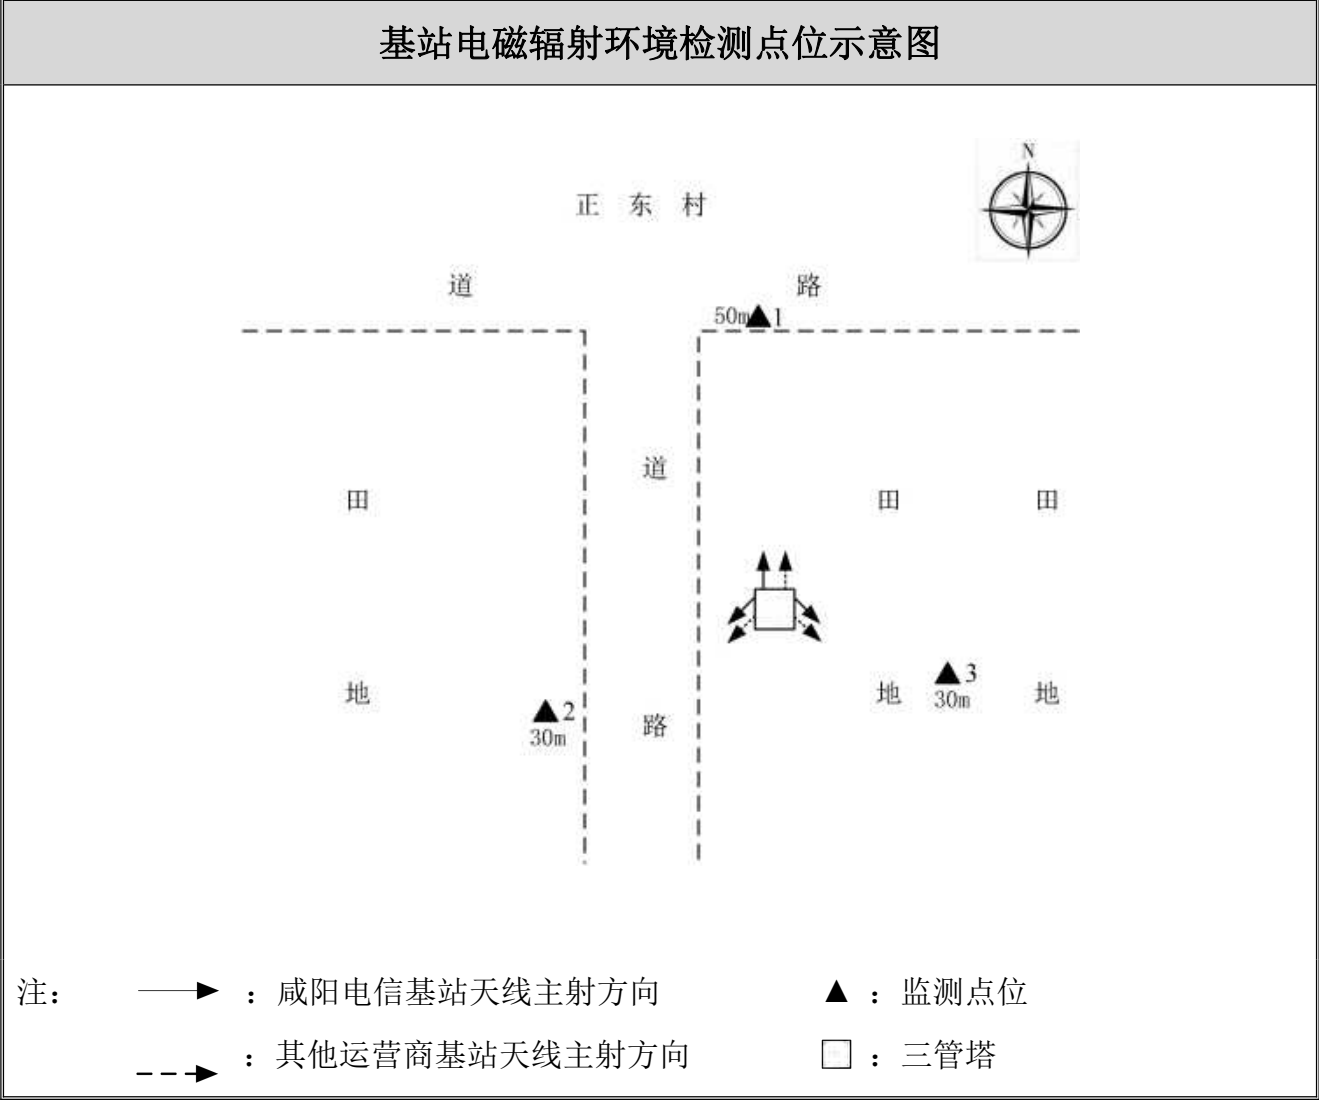 基站电磁辐射环境检测点位示意图
N
正 东 村
道 路
50m 1
道
田 田 田
3
地 地 30m 地
2 路
30m
注： ：咸阳电信基站天线主射方向 ：监测点位
：其他运营商基站天线主射方向 ：三管塔